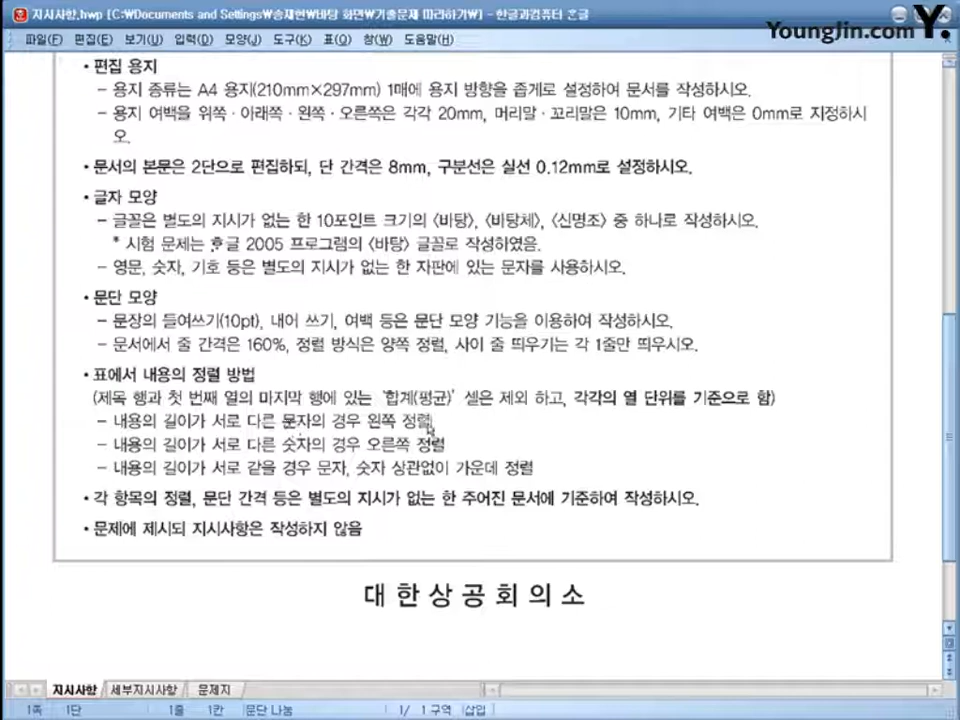 지시사항.hwp [C:\Documents and Settings\송재현\바탕 화면\기출문제 따라하기\] - 한글과컴퓨터 훈글
YoungJin.com Y.
파일(F) 편집(E) 보기(U) 입력(D) 모양(J) 도구(K) 표(Q) 창(W) 도움말(H)
• 편집 용지
- 용지 종류는 A4 용지(210mm×297mm) 1매에 용지 방향을 좁게로 설정하여 문서를 작성하시오.
- 용지 여백을 위쪽·아래쪽·왼쪽·오른쪽은 각각 20mm, 머리말·꼬리말은 10mm, 기타 여백은 0mm로 지정하시
오.
• 문서의 본문은 2단으로 편집하되, 단 간격은 8mm, 구분선은 실선 0.12mm로 설정하시오.
• 글자 모양
- 글꼴은 별도의 지시가 없는 한 10포인트 크기의 〈바탕〉, 〈바탕체〉, 〈신명조〉 중 하나로 작성하시오.
* 시험 문제는 훈글 2005 프로그램의 〈바탕〉 글꼴로 작성하였음.
- 영문, 숫자, 기호 등은 별도의 지시가 없는 한 자판에 있는 문자를 사용하시오.
• 문단 모양
- 문장의 들여쓰기(10pt), 내어 쓰기, 여백 등은 문단 모양 기능을 이용하여 작성하시오.
- 문서에서 줄 간격은 160%, 정렬 방식은 양쪽 정렬, 사이 줄 띄우기는 각 1줄만 띄우시오.
• 표에서 내용의 정렬 방법
(제목 행과 첫 번째 열의 마지막 행에 있는 '합계(평균)' 셀은 제외 하고, 각각의 열 단위를 기준으로 함)
- 내용의 길이가 서로 다른 문자의 경우 왼쪽 정렬
- 내용의 길이가 서로 다른 숫자의 경우 오른쪽 정렬
- 내용의 길이가 서로 같을 경우 문자, 숫자 상관없이 가운데 정렬
• 각 항목의 정렬, 문단 간격 등은 별도의 지시가 없는 한 주어진 문서에 기준하여 작성하시오.
• 문제에 제시되 지시사항은 작성하지 않음
대한상공회의소
지시사항 세부지시사항 문제지
1쪽 1단 1줄 1칸 문단 나눔 1/ 1 구역 삽입